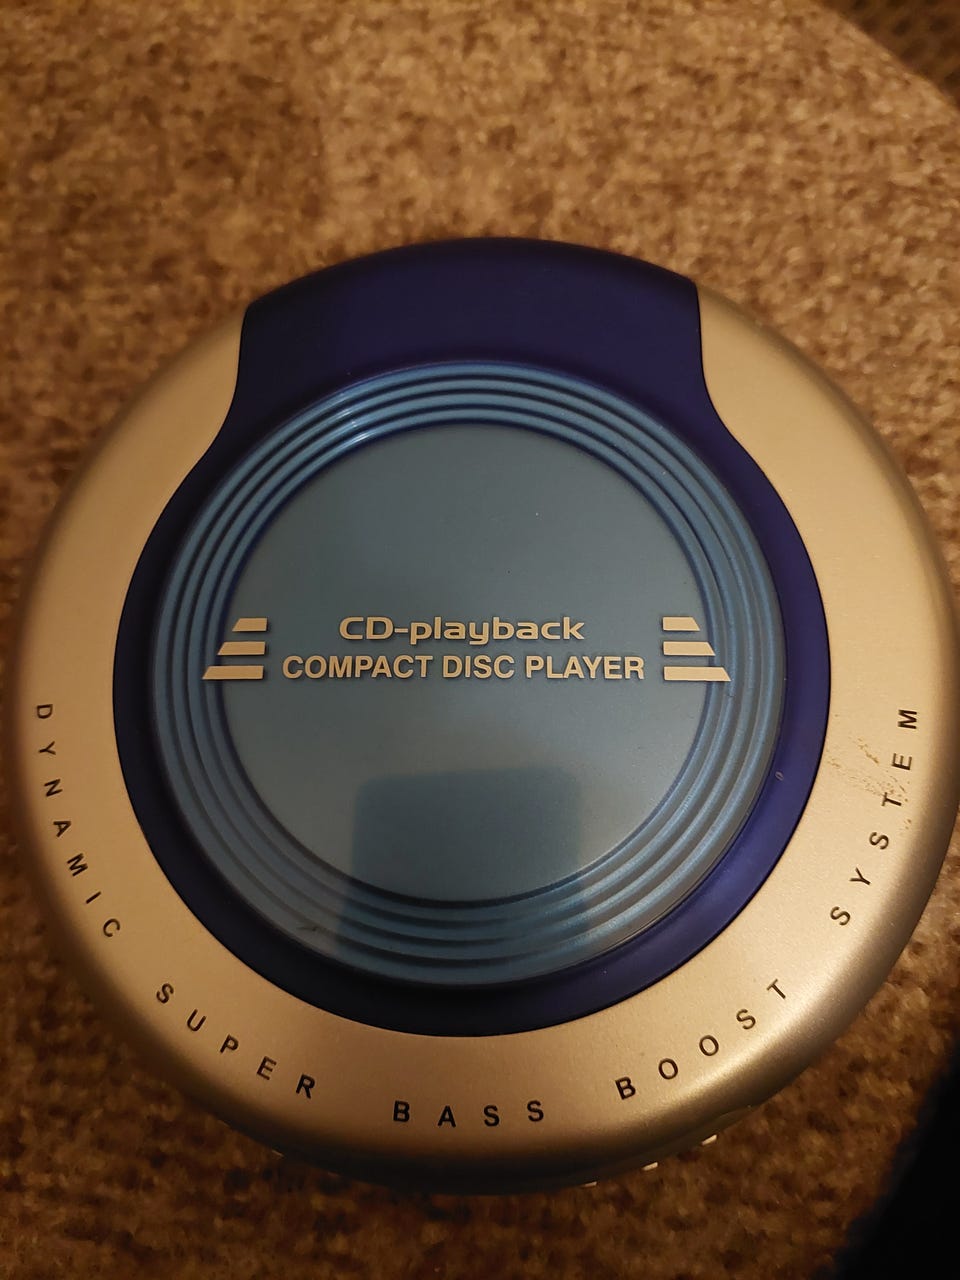 CD-playback
COMPACT DISC PLAYER
DYNAMIC SUPER BASS BOOST SYSTEM